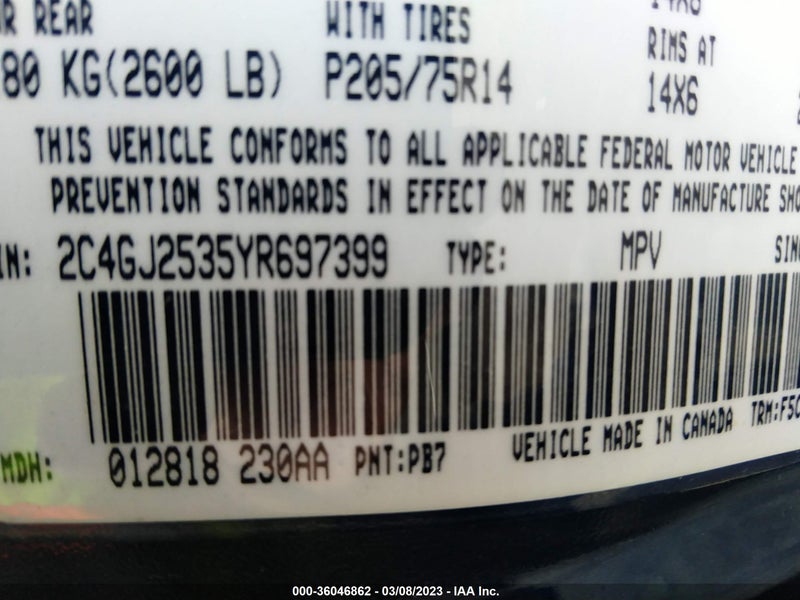 R REAR WITH TIRES RIMS AT
80 KG(2600 LB) P205/75R14 14X6
THIS VEHICLE CONFORMS TO ALL APPLICABLE FEDERAL MOTOR VEHICLE
PREVENTION STANDARDS IN EFFECT ON THE DATE OF MANUFACTURE SHO
IN: 2C4GJ2535YR697399 TYPE: MPV SIN
VEHICLE MADE IN CANADA TRM:F5
MDH: 012818 230AA PNT:PB7
000-36046862 - 03/08/2023 - IAA Inc.